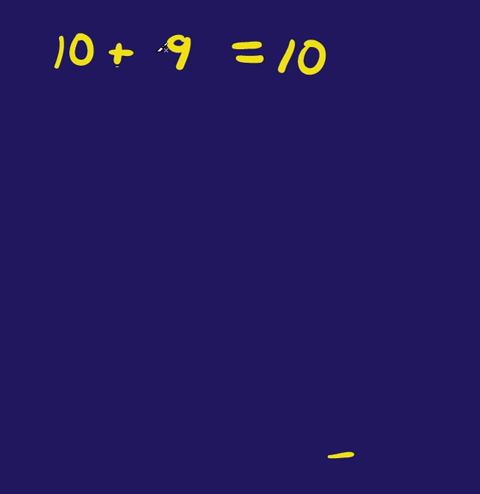 10 + 9 = 10
-